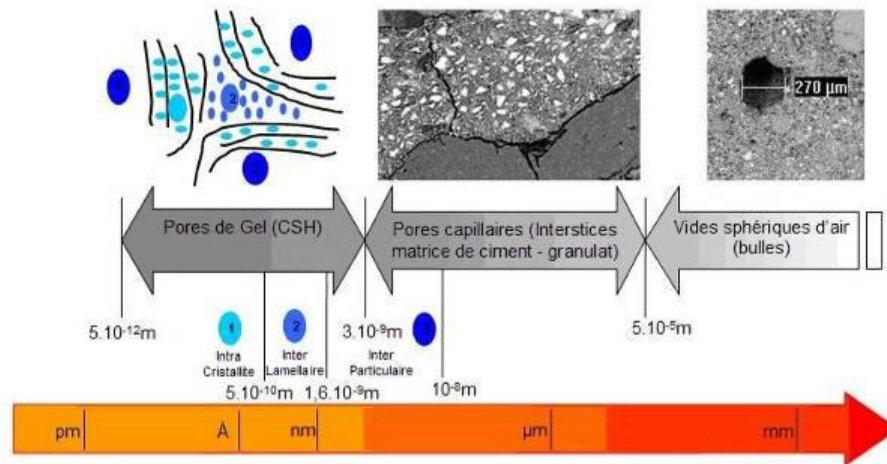 2
270 µm
Pores de Gel (CSH)
Pores capillaires (Interstices
matrice de ciment - granulat)
Vides sphériques d'air
(bulles)
5.10⁻¹²m
1
Intra
Cristallite
5.10⁻¹⁰m
2
Inter
Lamellaire
1,6.10⁻⁹m
3.10⁻⁹m
Inter
Particulaire
10⁻⁸m
5.10⁻⁵m
pm
Å
nm
µm
mm